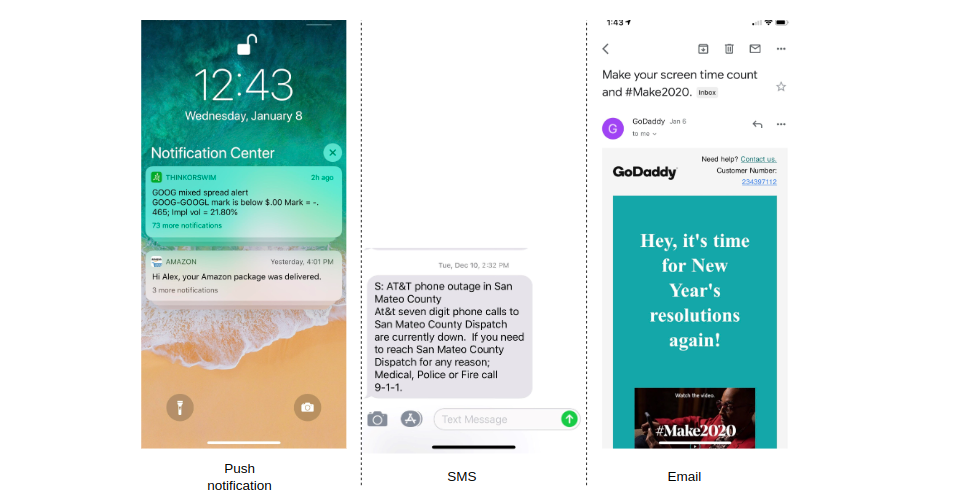 12:43
Wednesday, January 8
Notification Center
THINKORSWIM 2h ago
GOOG mixed spread alert
GOOG-GOOGL mark is below $.00 Mark = -.
465; Impl vol = 21.80%
73 more notifications
AMAZON Yesterday, 4:01 PM
Hi Alex, your Amazon package was delivered.
3 more notifications
Push
notification
Tue, Dec 10, 2:32 PM
S: AT&T phone outage in San
Mateo County
At&t seven digit phone calls to
San Mateo County Dispatch
are currently down. If you need
to reach San Mateo County
Dispatch for any reason;
Medical, Police or Fire call
9-1-1.
Text Message
SMS
1:43
Make your screen time count
and #Make2020. Inbox
G
GoDaddy Jan 6
to me
GoDaddy
Need help? Contact us.
Customer Number:
234397112
Hey, it's time
for New
Year's
resolutions
again!
Watch the video.
#Make2020
Email